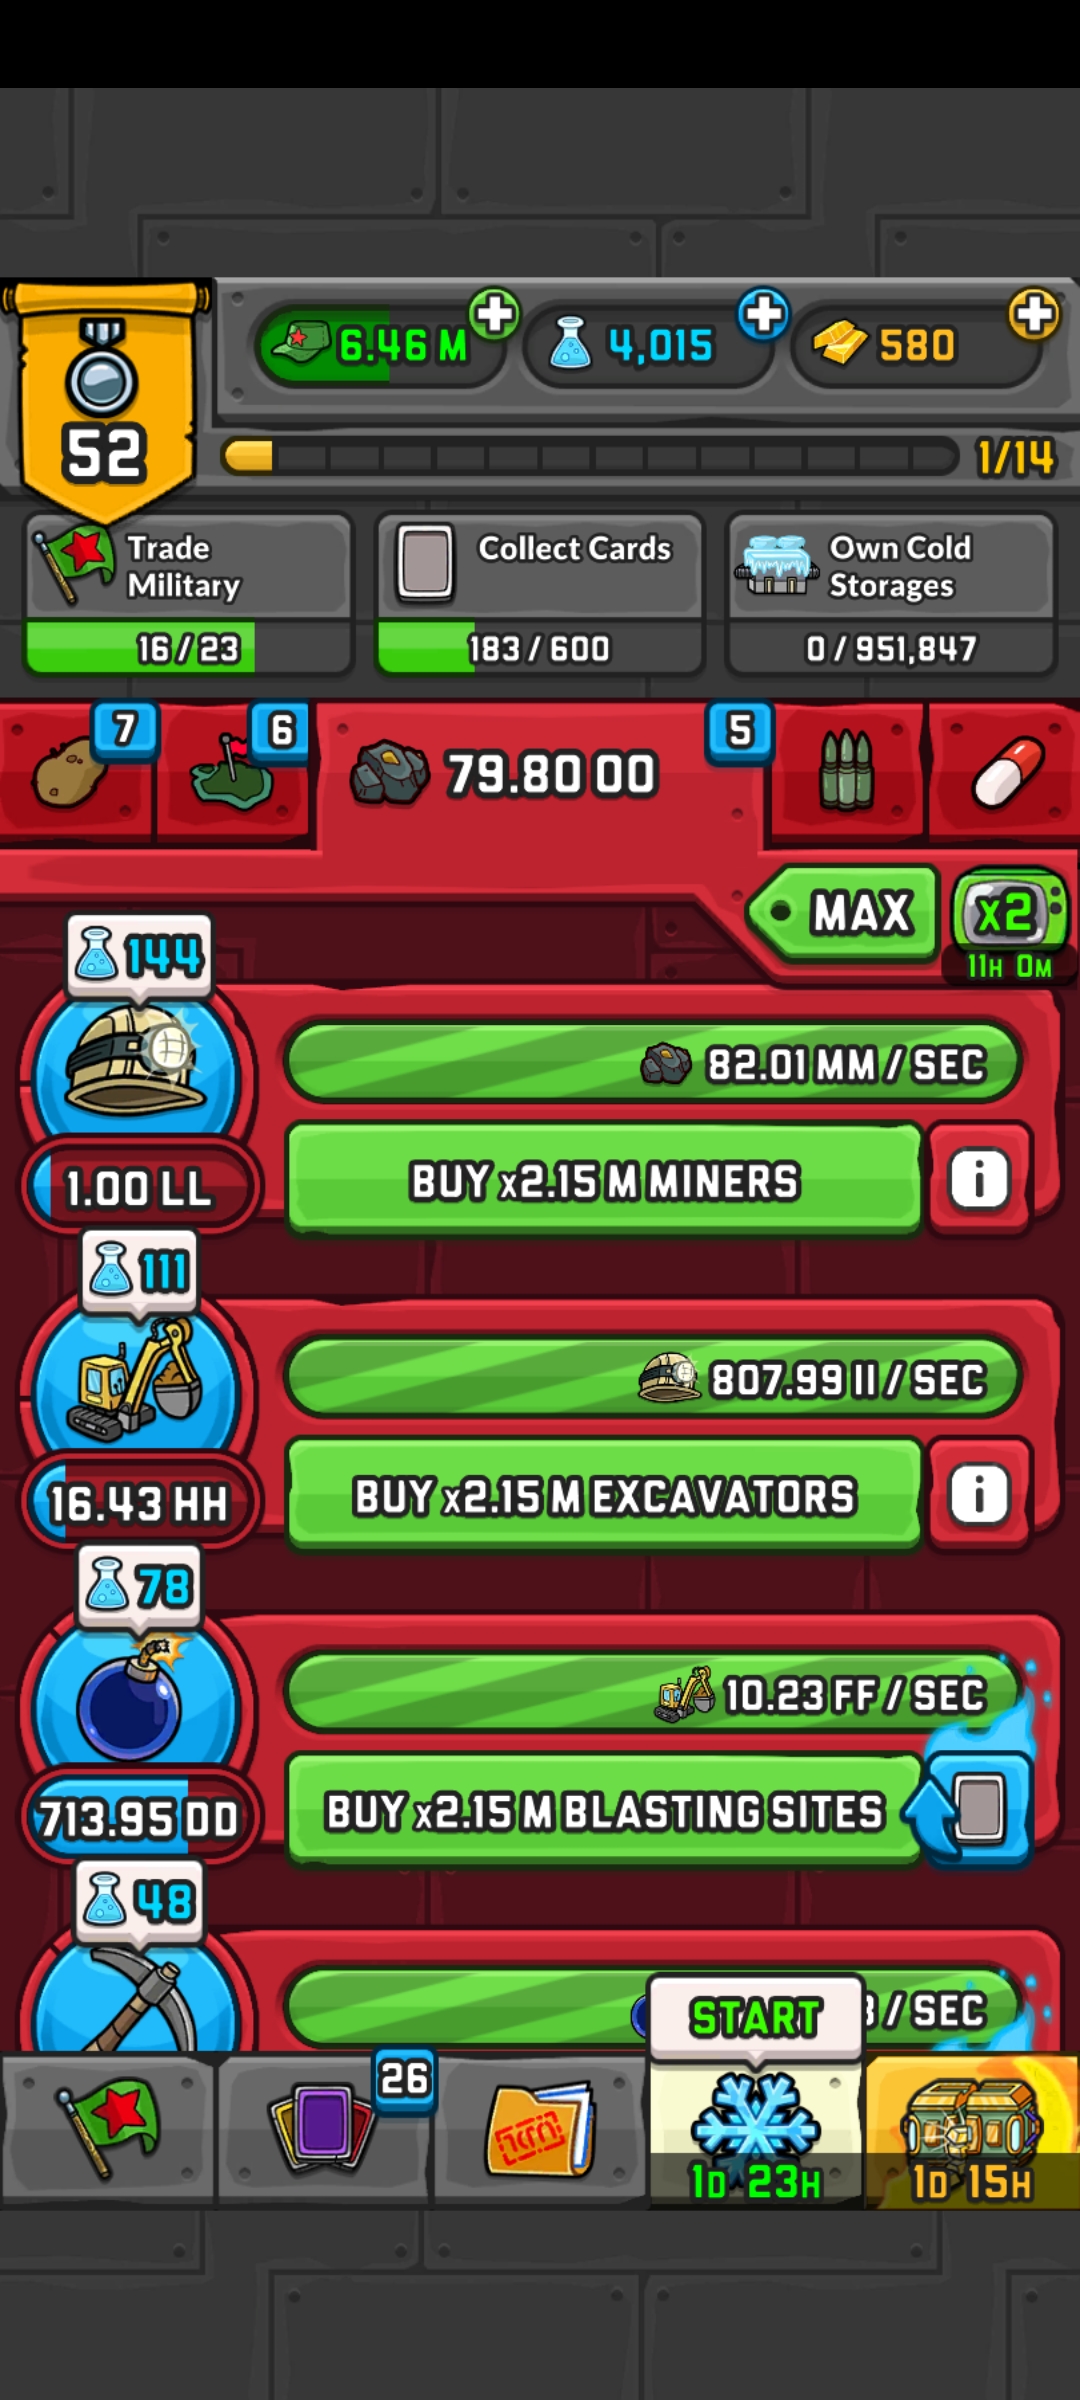 6.46 M
4,015
580
52
1/14
Trade
Military
16/23
Collect Cards
183/600
Own Cold
Storages
0/951,847
7
6
79.80 OO
5
MAX
x2
11H 0M
144
82.01 MM / SEC
1.00 LL
BUY x2.15 M MINERS
i
111
807.99 II / SEC
16.43 HH
BUY x2.15 M EXCAVATORS
i
78
10.23 FF / SEC
713.95 DD
BUY x2.15 M BLASTING SITES
48
/ SEC
START
26
1D 23H
1D 15H